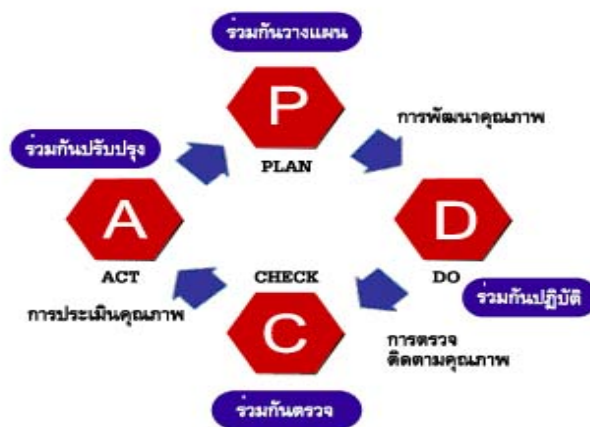 ร่วมกันวางแผน
P
PLAN
การพัฒนาคุณภาพ
ร่วมกันปรับปรุง
A
ACT
D
DO
ร่วมกันปฏิบัติ
CHECK
C
การประเมินคุณภาพ
การตรวจ
ติดตามคุณภาพ
ร่วมกันตรวจ